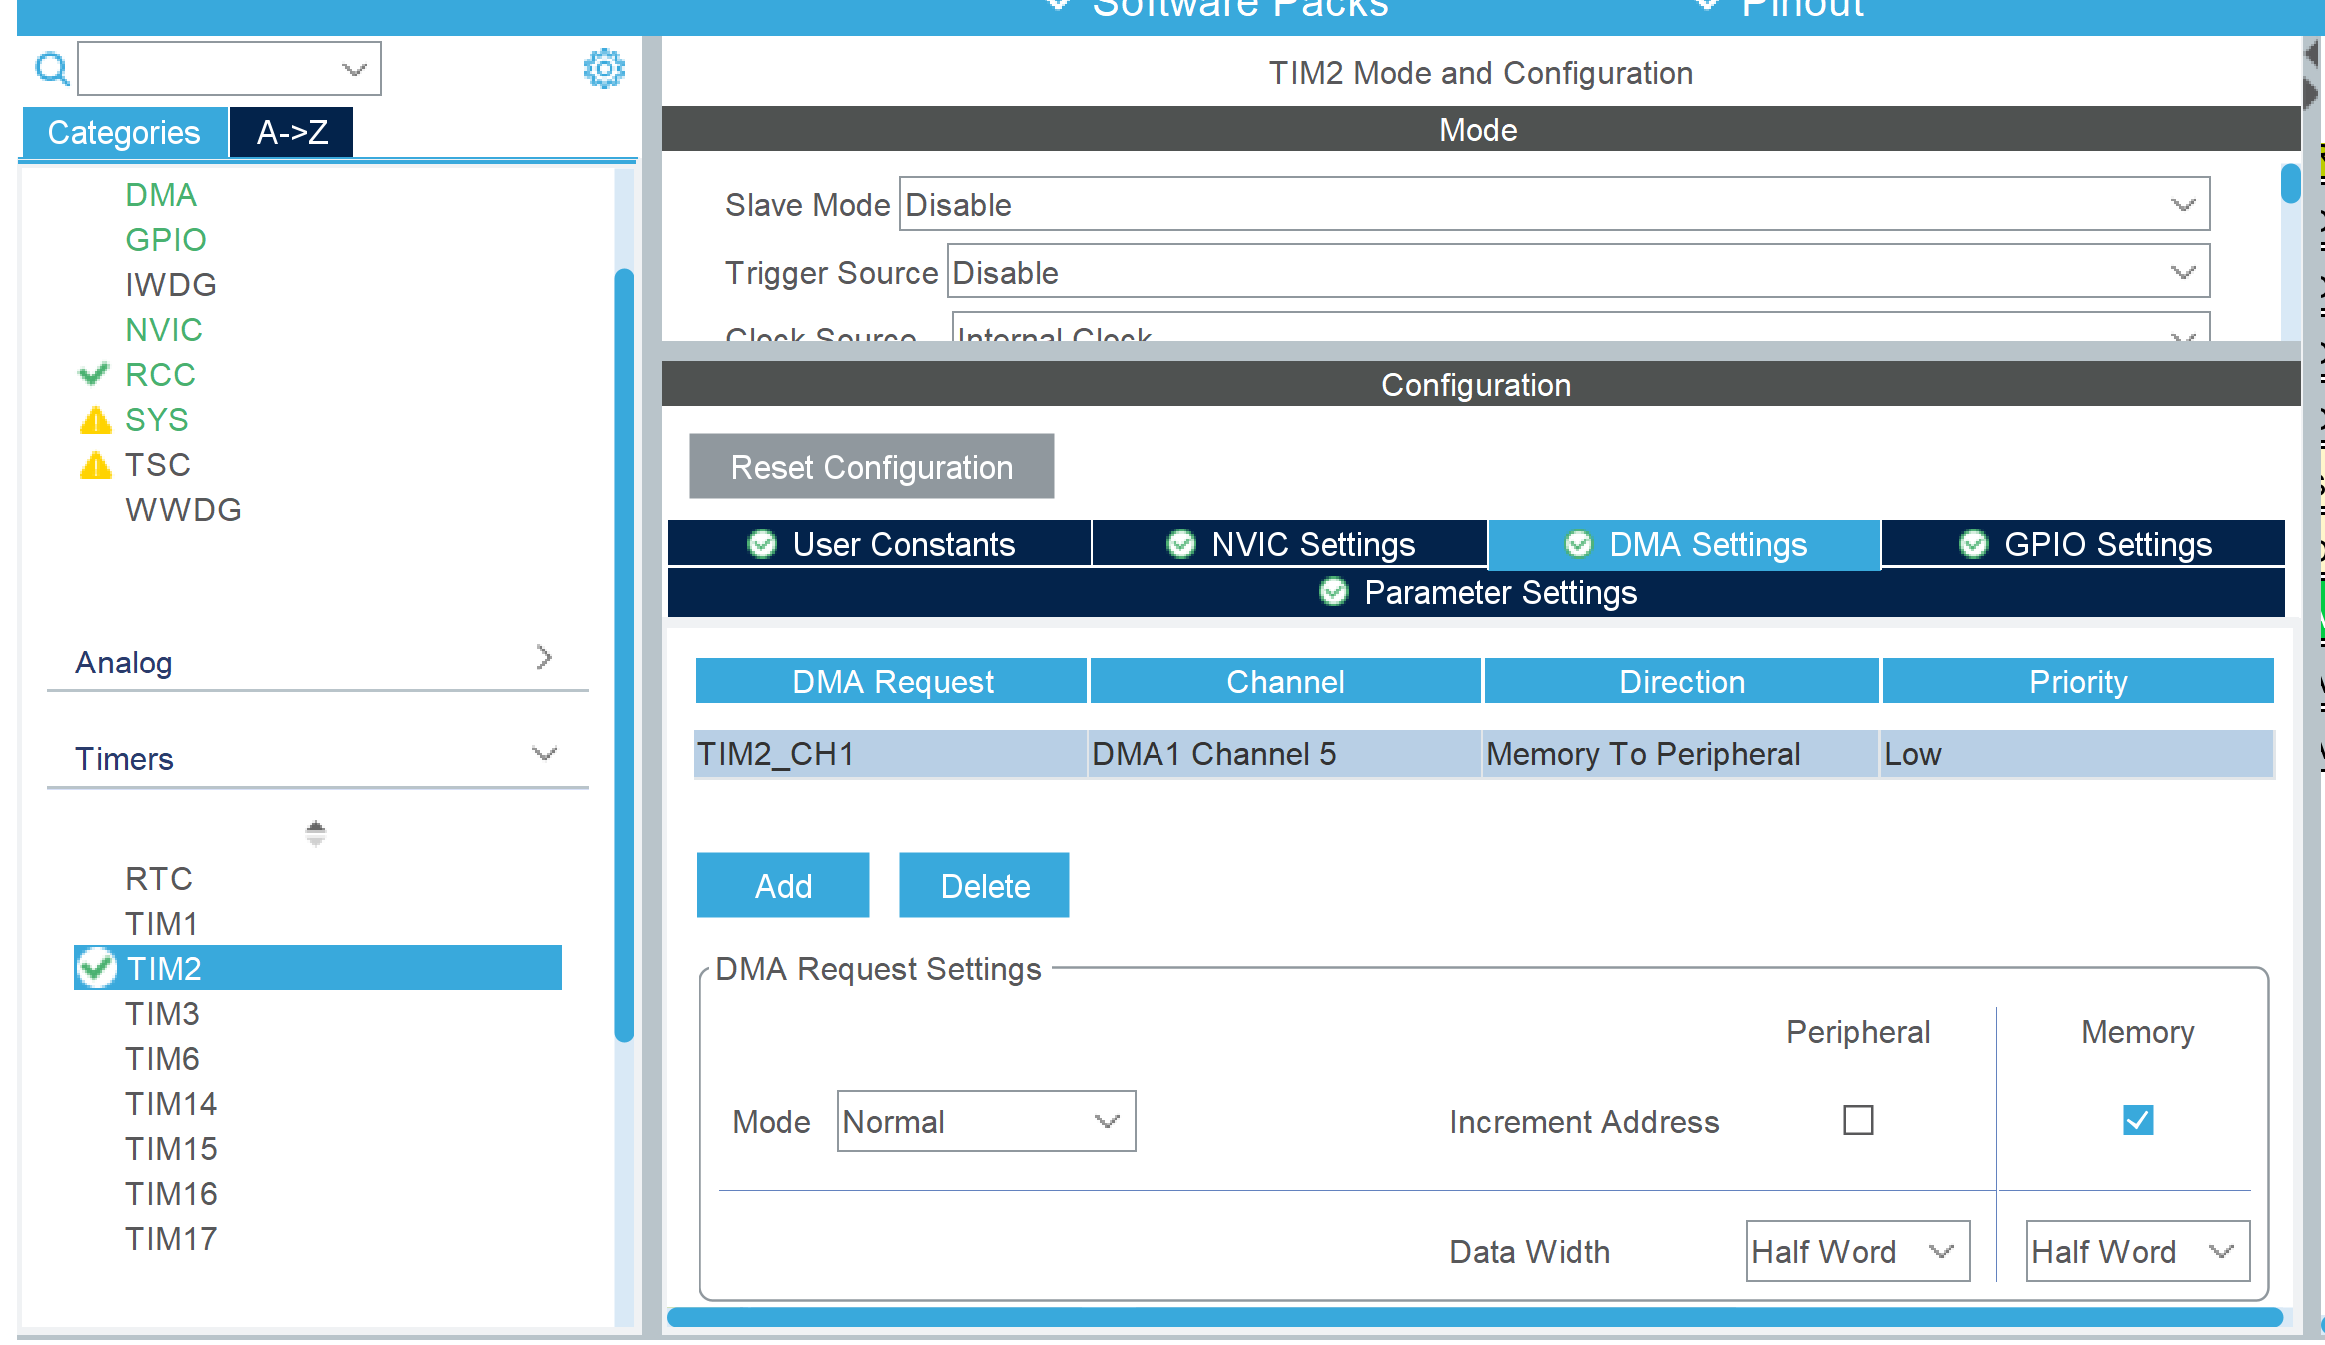 Software Packs
Pinout
Categories
A->Z
DMA
GPIO
IWDG
NVIC
RCC
SYS
TSC
WWDG
Analog
Timers
RTC
TIM1
TIM2
TIM3
TIM6
TIM14
TIM15
TIM16
TIM17
TIM2 Mode and Configuration
Mode
Slave Mode Disable
Trigger Source Disable
Clock Source Internal Clock
Configuration
Reset Configuration
User Constants
NVIC Settings
DMA Settings
GPIO Settings
Parameter Settings
DMA Request Channel Direction Priority
TIM2_CH1 DMA1 Channel 5 Memory To Peripheral Low
Add
Delete
DMA Request Settings
Peripheral Memory
Mode Normal Increment Address
Data Width Half Word Half Word